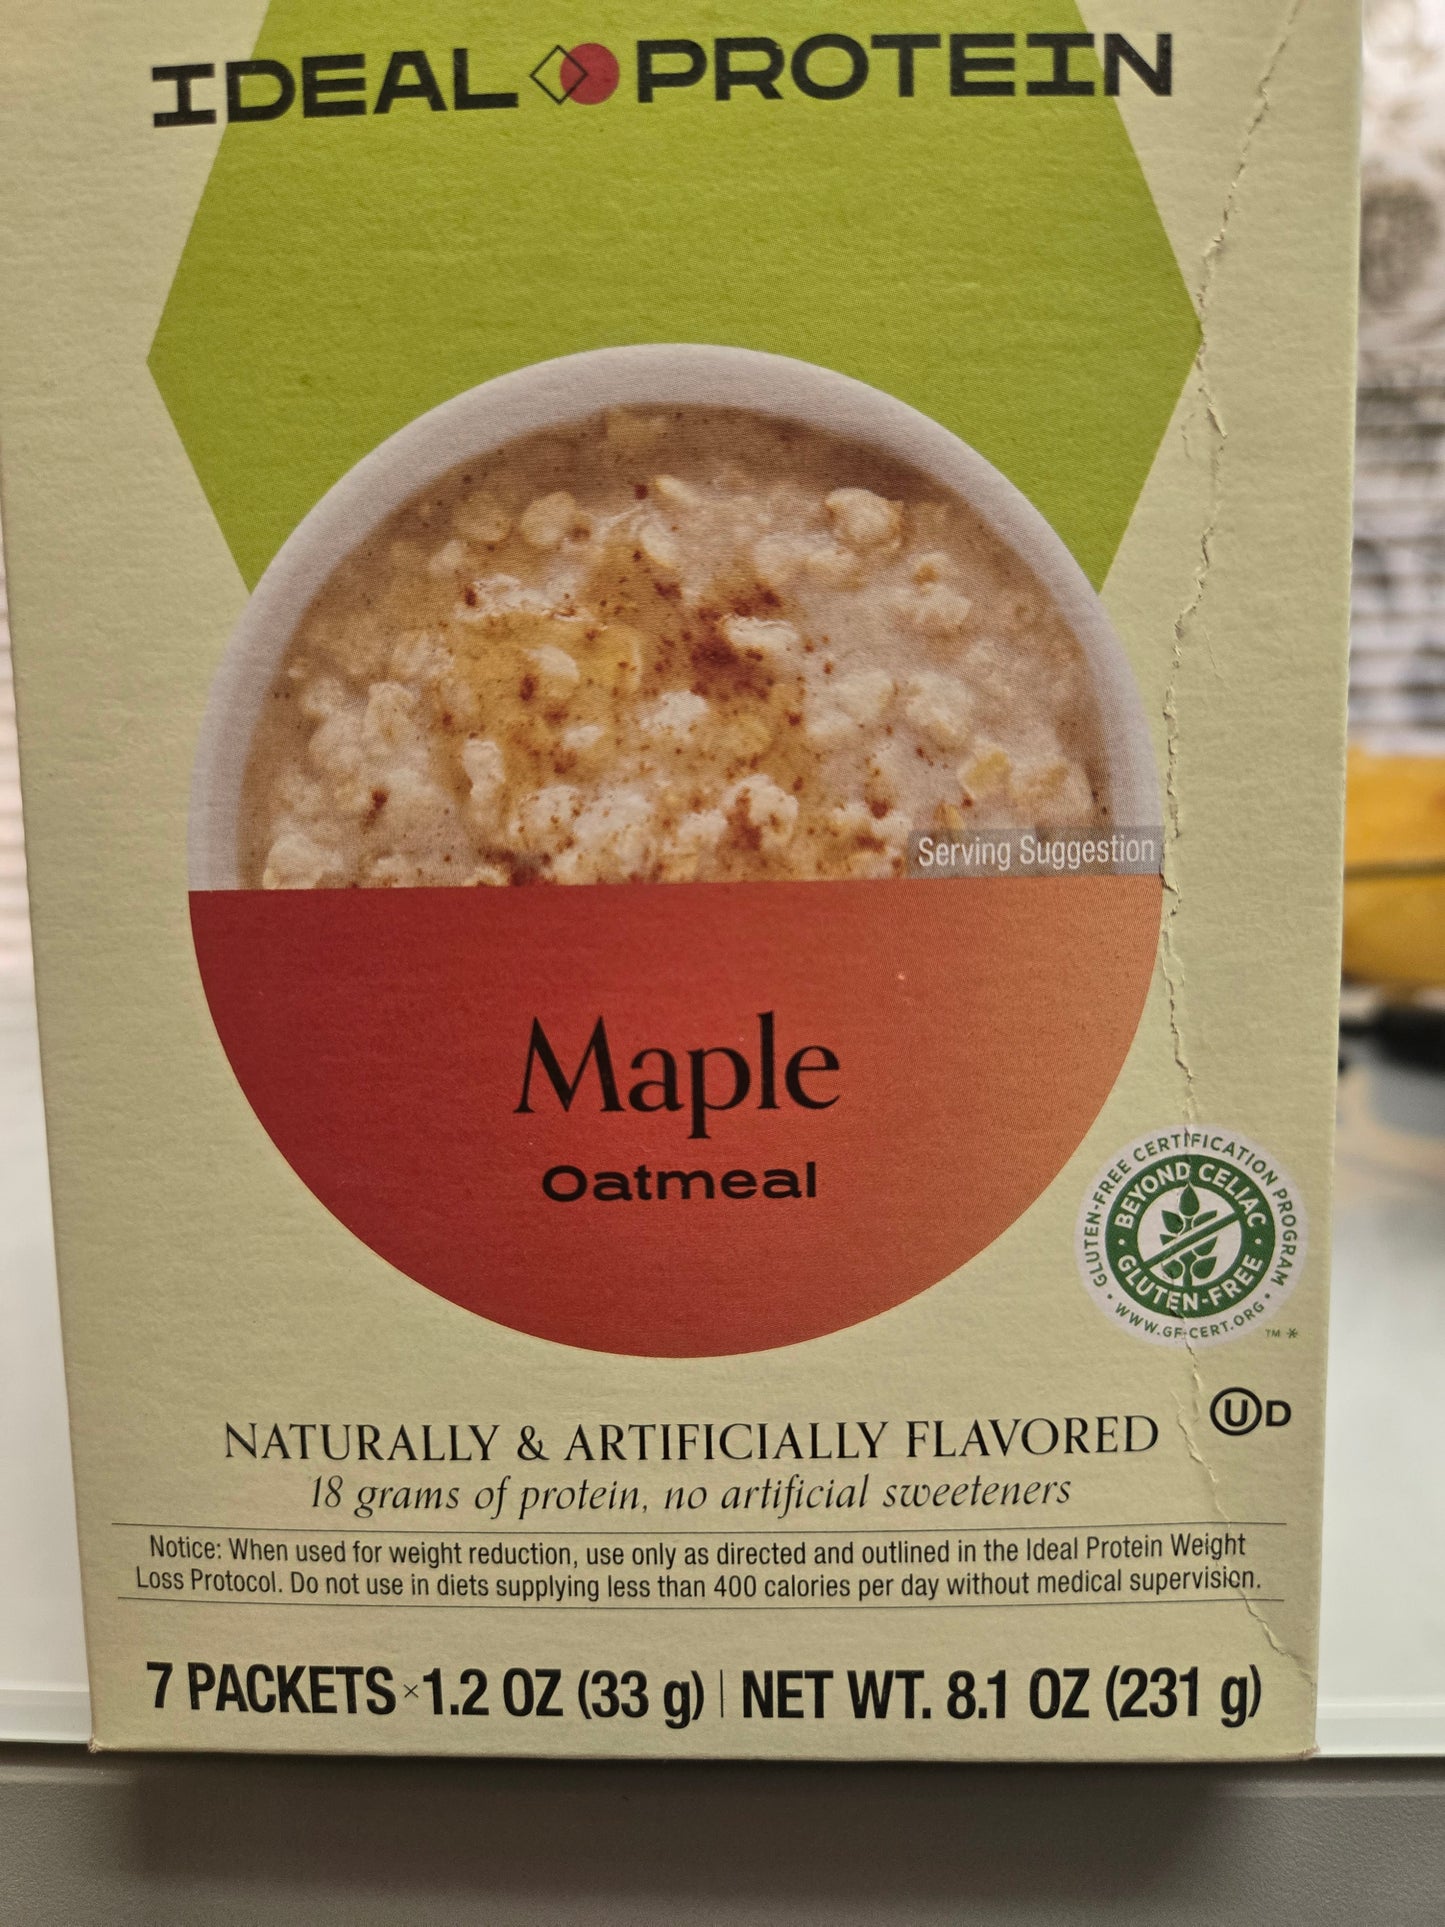 IDEAL PROTEIN
Serving Suggestion
Maple
Oatmeal
GLUTEN-FREE CERTIFICATION PROGRAM
BEYOND CELIAC
GLUTEN-FREE
WWW.GF-CERT.ORG
TM *
U D
NATURALLY & ARTIFICIALLY FLAVORED
18 grams of protein, no artificial sweeteners
Notice: When used for weight reduction, use only as directed and outlined in the Ideal Protein Weight
Loss Protocol. Do not use in diets supplying less than 400 calories per day without medical supervision.
7 PACKETS × 1.2 OZ (33 g) | NET WT. 8.1 OZ (231 g)